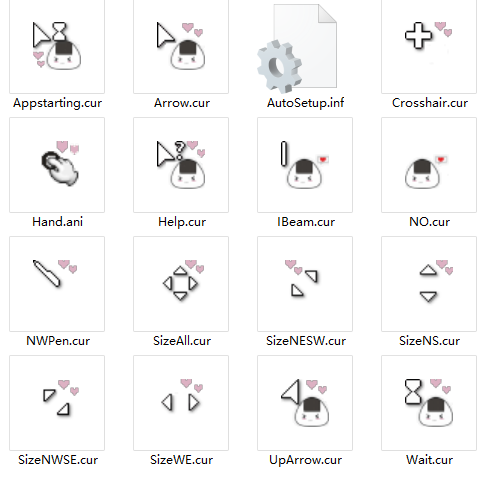 Appstarting.cur
Arrow.cur
AutoSetup.inf
Crosshair.cur
Hand.ani
Help.cur
IBeam.cur
NO.cur
NWPen.cur
SizeAll.cur
SizeNESW.cur
SizeNS.cur
SizeNWSE.cur
SizeWE.cur
UpArrow.cur
Wait.cur